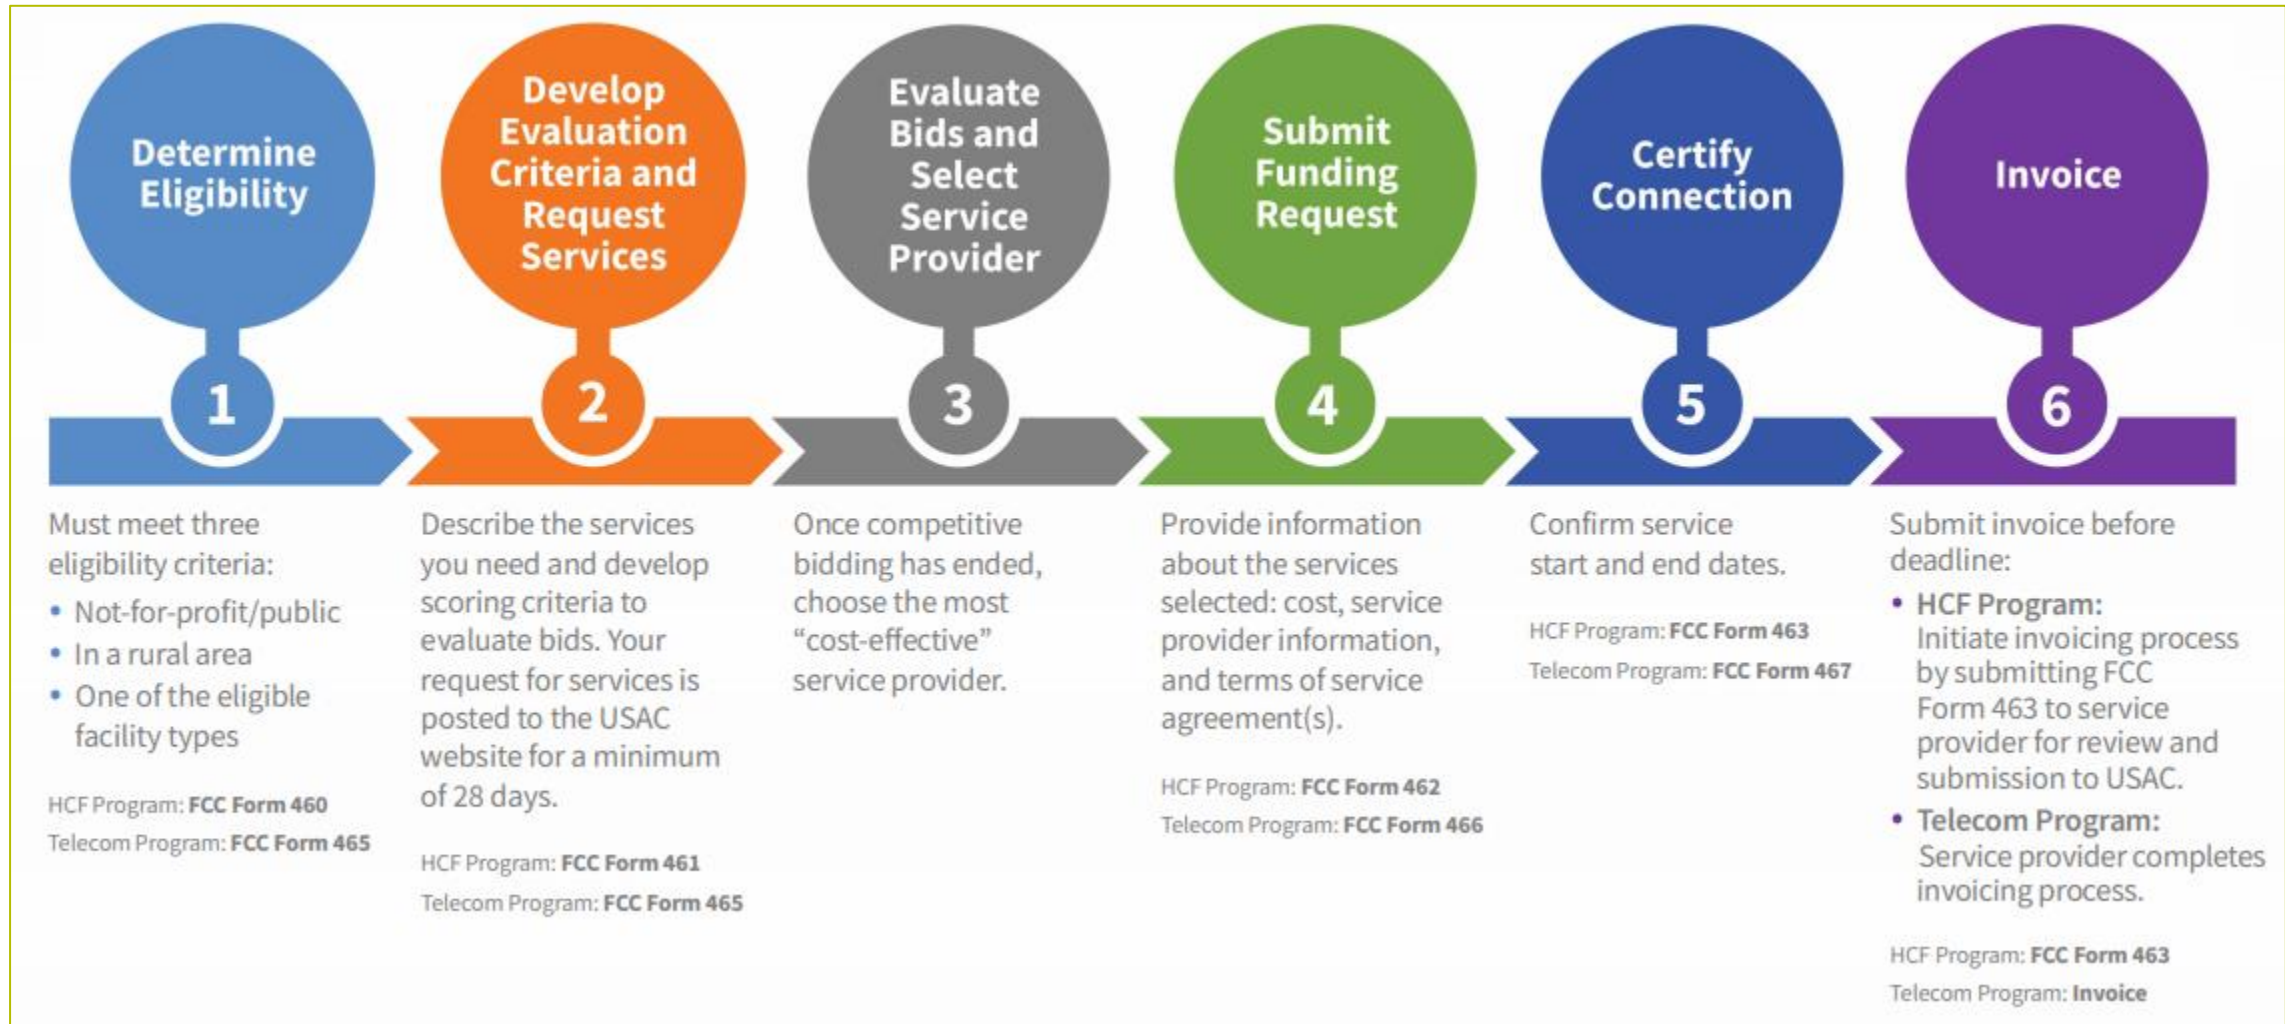 Determine
Eligibility
Develop
Evaluation
Criteria and
Request
Services
Evaluate
Bids and
Select
Service
Provider
Submit
Funding
Request
Certify
Connection
Invoice
1
2
3
4
5
6
Must meet three
eligibility criteria:
• Not-for-profit/public
• In a rural area
• One of the eligible
facility types
HCF Program: FCC Form 460
Telecom Program: FCC Form 465
Describe the services
you need and develop
scoring criteria to
evaluate bids. Your
request for services is
posted to the USAC
website for a minimum
of 28 days.
HCF Program: FCC Form 461
Telecom Program: FCC Form 465
Once competitive
bidding has ended,
choose the most
“cost-effective”
service provider.
Provide information
about the services
selected: cost, service
provider information,
and terms of service
agreement(s).
HCF Program: FCC Form 462
Telecom Program: FCC Form 466
Confirm service
start and end dates.
HCF Program: FCC Form 463
Telecom Program: FCC Form 467
Submit invoice before
deadline:
• HCF Program:
Initiate invoicing process
by submitting FCC
Form 463 to service
provider for review and
submission to USAC.
• Telecom Program:
Service provider completes
invoicing process.
HCF Program: FCC Form 463
Telecom Program: Invoice